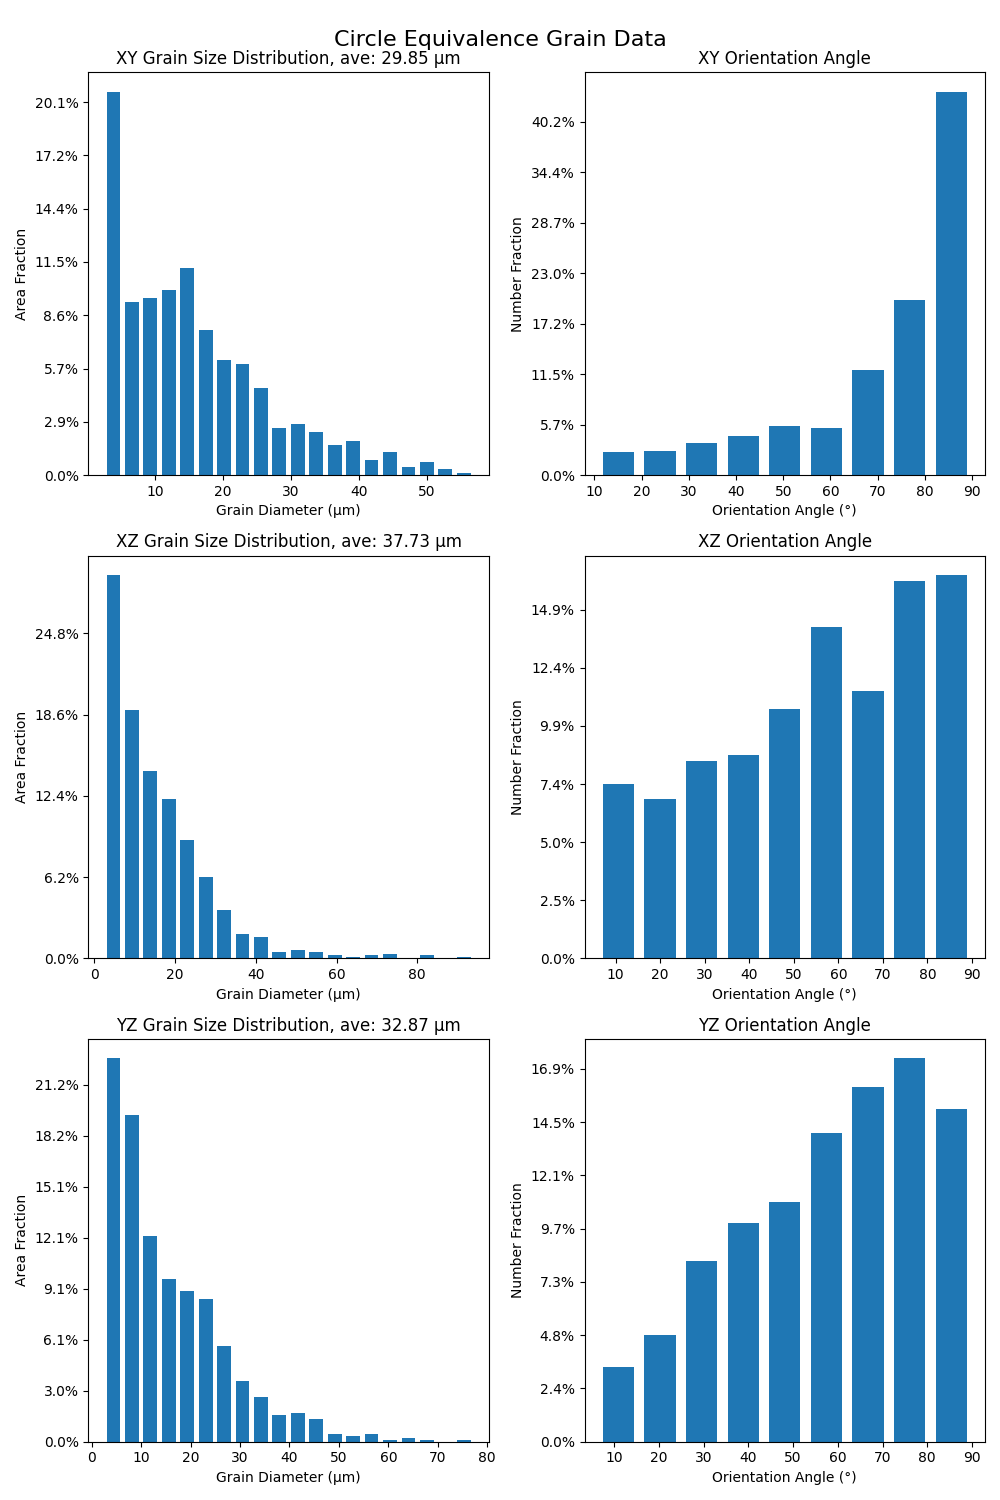 Circle Equivalence Grain Data
XY Grain Size Distribution, ave: 29.85 μm
20.1%
17.2%
14.4%
11.5%
8.6%
5.7%
2.9%
0.0%
Area Fraction
10 20 30 40 50
Grain Diameter (μm)
XY Orientation Angle
40.2%
34.4%
28.7%
23.0%
17.2%
11.5%
5.7%
0.0%
Number Fraction
10 20 30 40 50 60 70 80 90
Orientation Angle (°)
XZ Grain Size Distribution, ave: 37.73 μm
24.8%
18.6%
12.4%
6.2%
0.0%
Area Fraction
0 20 40 60 80
Grain Diameter (μm)
XZ Orientation Angle
14.9%
12.4%
9.9%
7.4%
5.0%
2.5%
0.0%
Number Fraction
10 20 30 40 50 60 70 80 90
Orientation Angle (°)
YZ Grain Size Distribution, ave: 32.87 μm
21.2%
18.2%
15.1%
12.1%
9.1%
6.1%
3.0%
0.0%
Area Fraction
0 10 20 30 40 50 60 70 80
Grain Diameter (μm)
YZ Orientation Angle
16.9%
14.5%
12.1%
9.7%
7.3%
4.8%
2.4%
0.0%
Number Fraction
10 20 30 40 50 60 70 80 90
Orientation Angle (°)